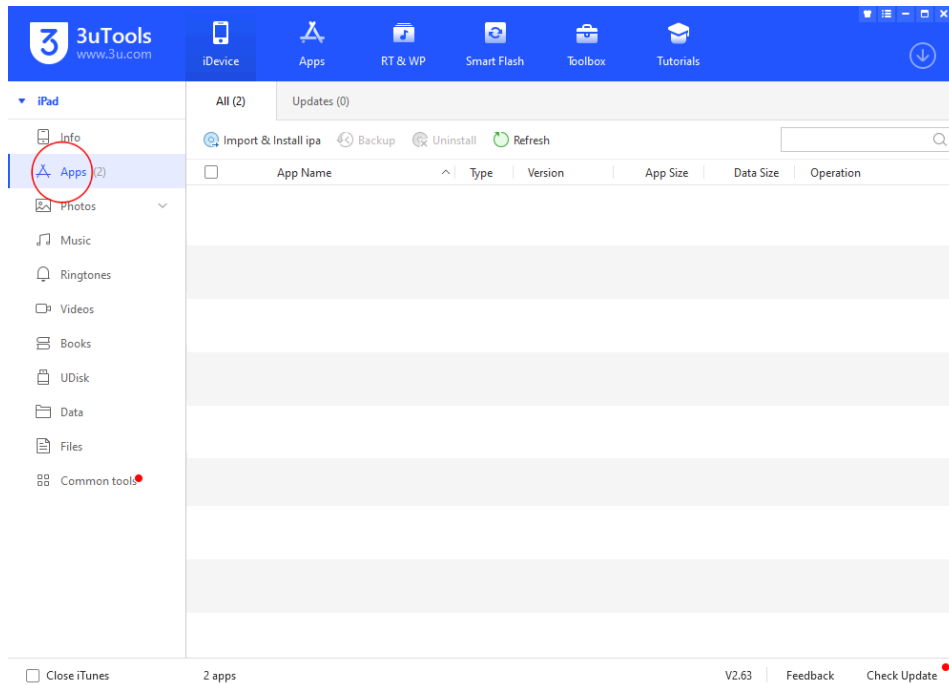 3 3uTools
www.3u.com
iDevice Apps RT & WP Smart Flash Toolbox Tutorials
iPad
All (2) Updates (0)
Info
Import & Install ipa Backup Uninstall Refresh
Apps (2)
App Name Type Version App Size Data Size Operation
Photos
Music
Ringtones
Videos
Books
UDisk
Data
Files
Common tools
Close iTunes 2 apps V2.63 Feedback Check Update